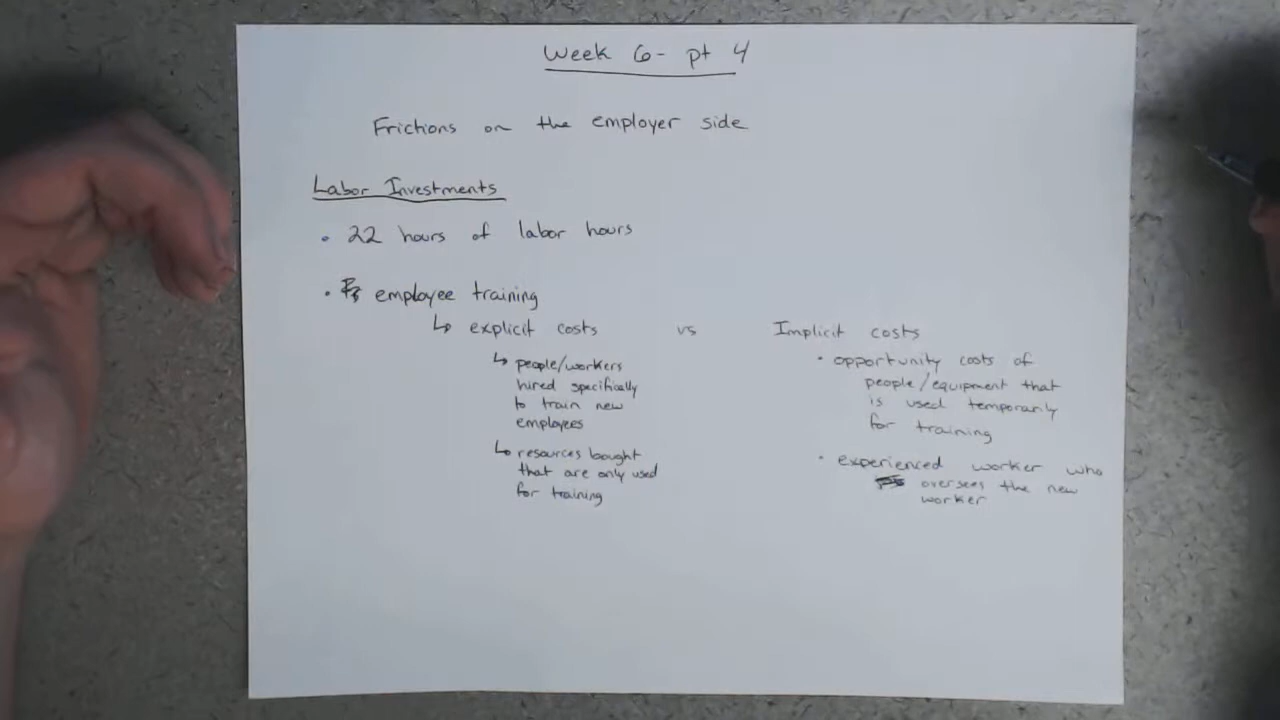 Week 6- pt 4
Frictions on the employer side
Labor Investments
• 22 hours of labor hours
• employee training
↳ explicit costs vs Implicit costs
↳ people/workers
hired specifically
to train new
employees
↳ resources bought
that are only used
for training
• opportunity costs of
people/equipment that
is used temporarily
for training
• experienced worker who
oversees the new
worker